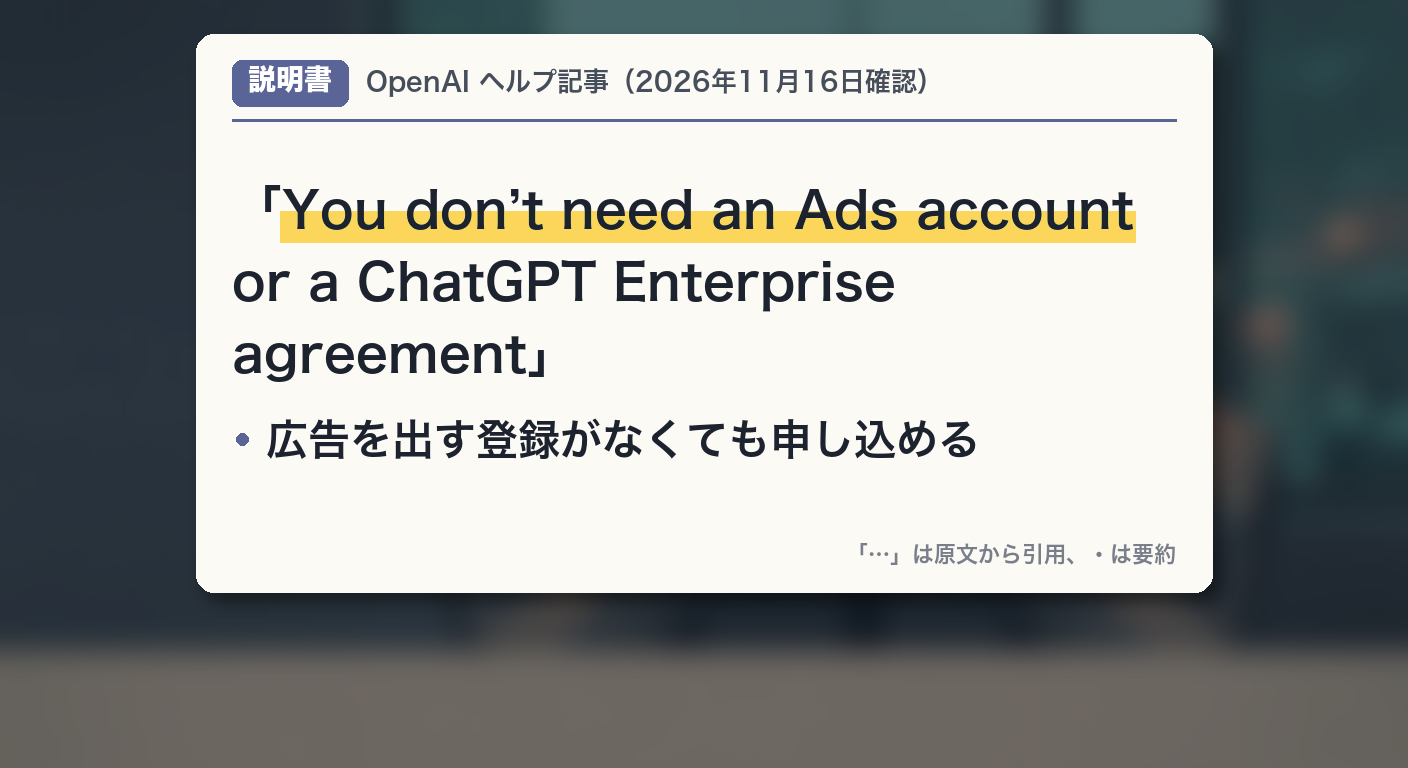 説明書 OpenAI ヘルプ記事（2026年11月16日確認）
「You don’t need an Ads account
or a ChatGPT Enterprise
agreement」
• 広告を出す登録がなくても申し込める
「…」は原文から引用、・は要約